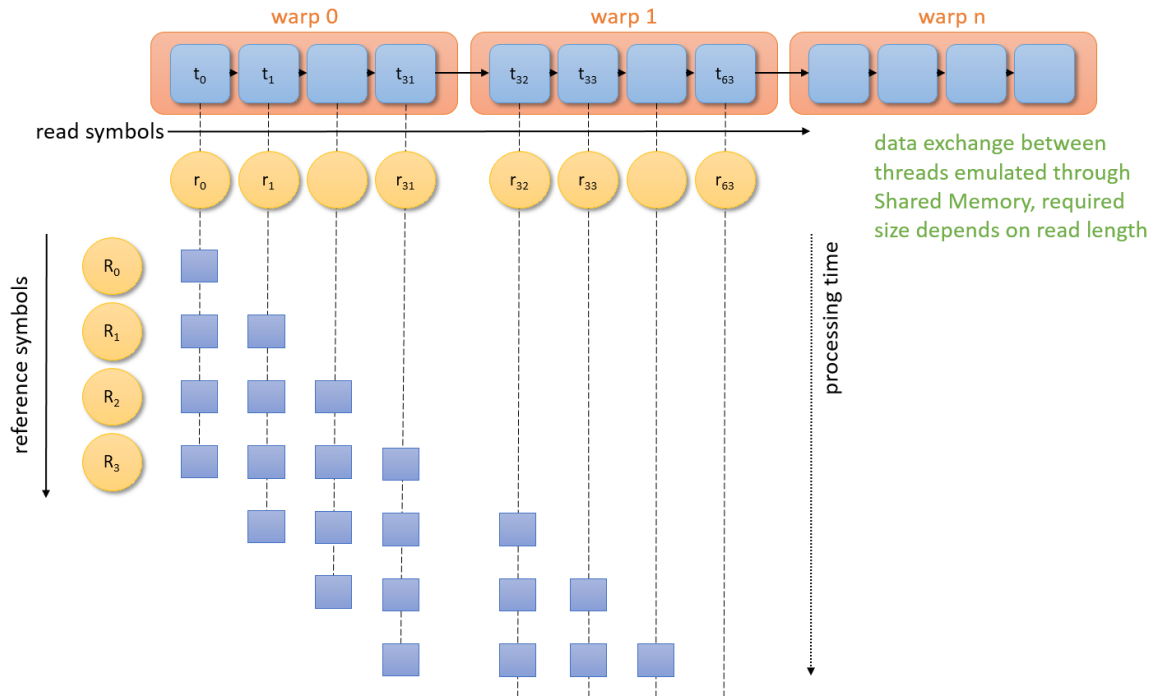 warp 0
warp 1
warp n
t0
t1
t31
t32
t33
t63
read symbols
r0
r1
r31
r32
r33
r63
data exchange between
threads emulated through
Shared Memory, required
size depends on read length
reference symbols
R0
R1
R2
R3
processing time